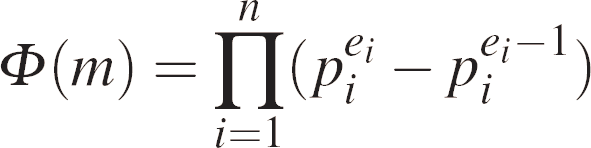 Φ(m) = ∏_{i=1}^{n} (p_i^{e_i} − p_i^{e_i−1})